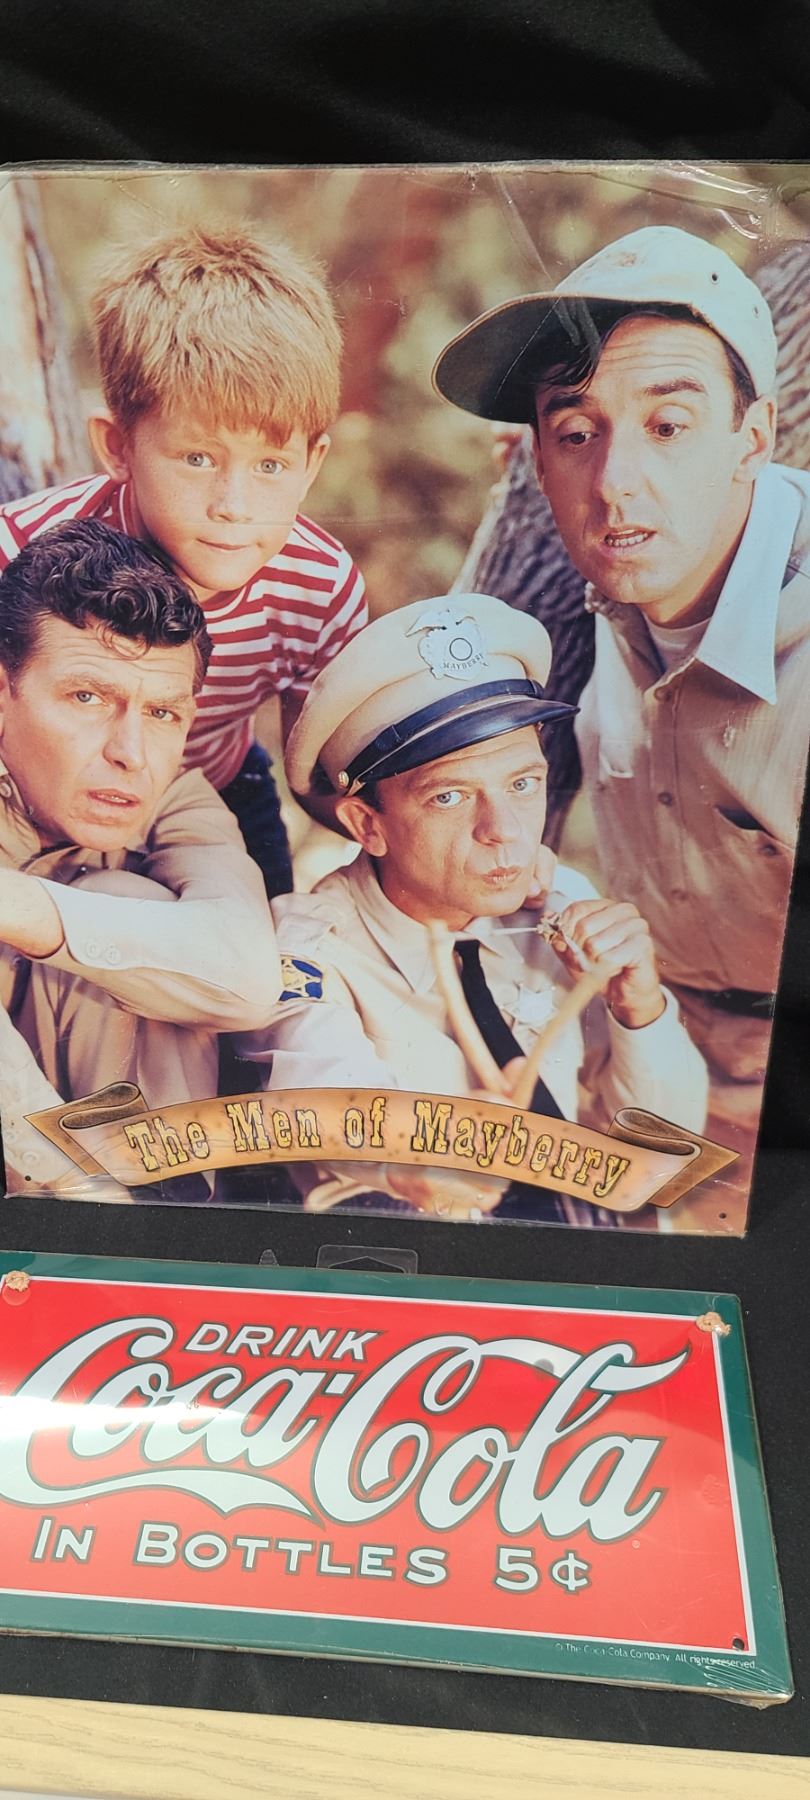 MAYBERRY
The Men of Mayberry
DRINK
Coca-Cola
IN BOTTLES 5¢
© The Coca-Cola Company. All rights reserved.